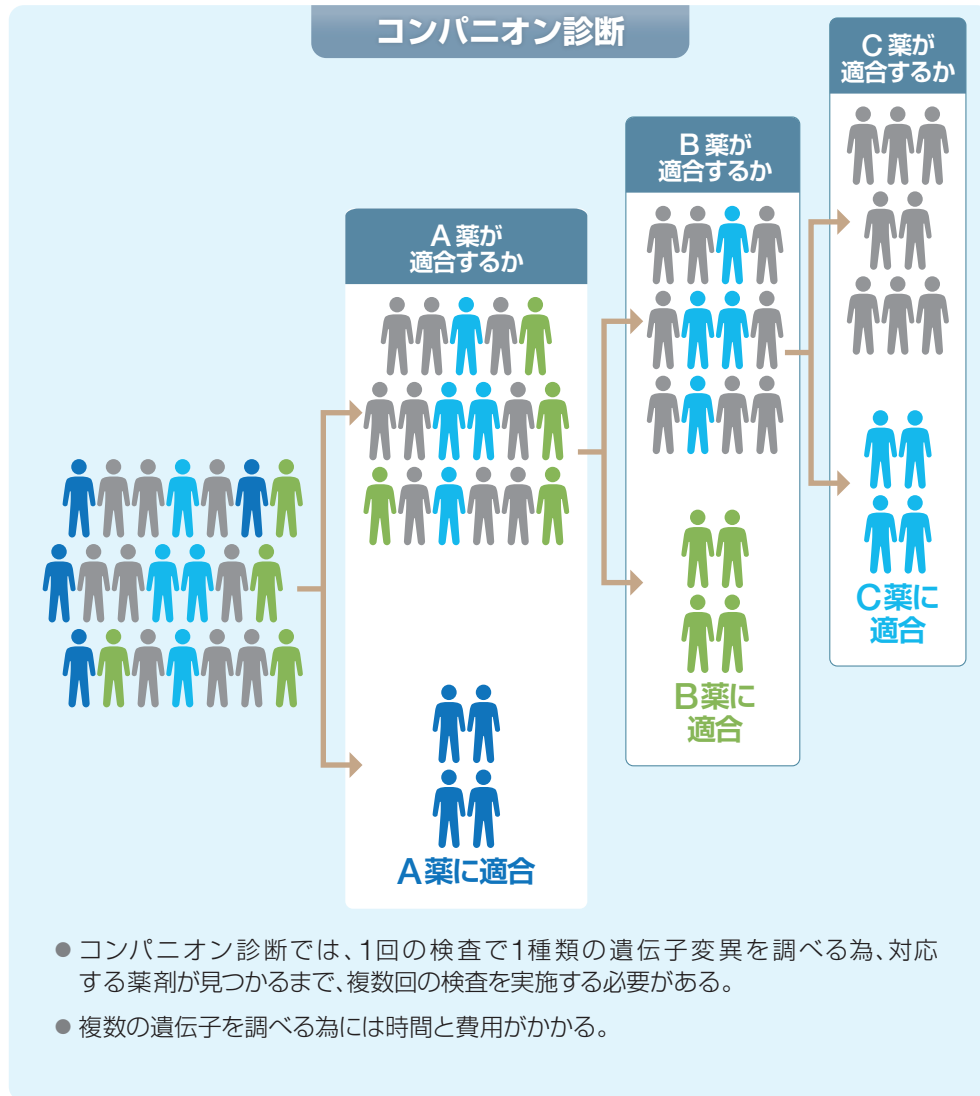 コンパニオン診断
C薬が
適合するか
B薬が
適合するか
A薬が
適合するか
C薬に
適合
B薬に
適合
A薬に適合
● コンパニオン診断では、1回の検査で1種類の遺伝子変異を調べる為、対応
する薬剤が見つかるまで、複数回の検査を実施する必要がある。
● 複数の遺伝子を調べる為には時間と費用がかかる。